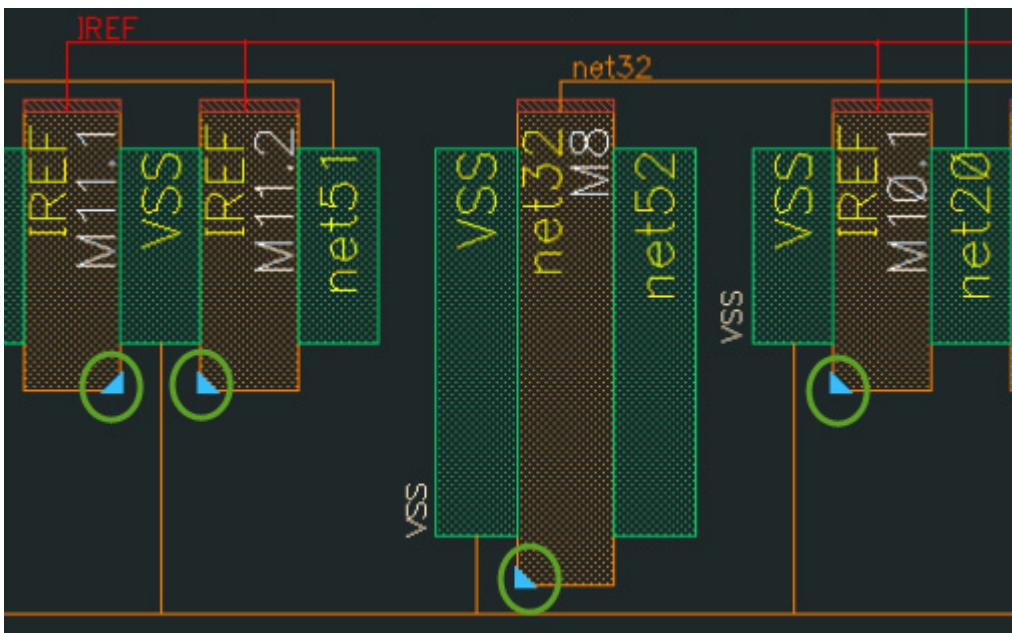 IREF
net32
IREF
M11.1
VSS
IREF
M11.2
net51
VSS
net32
M8
net52
VSS
IREF
M10.1
net20
VSS
VSS